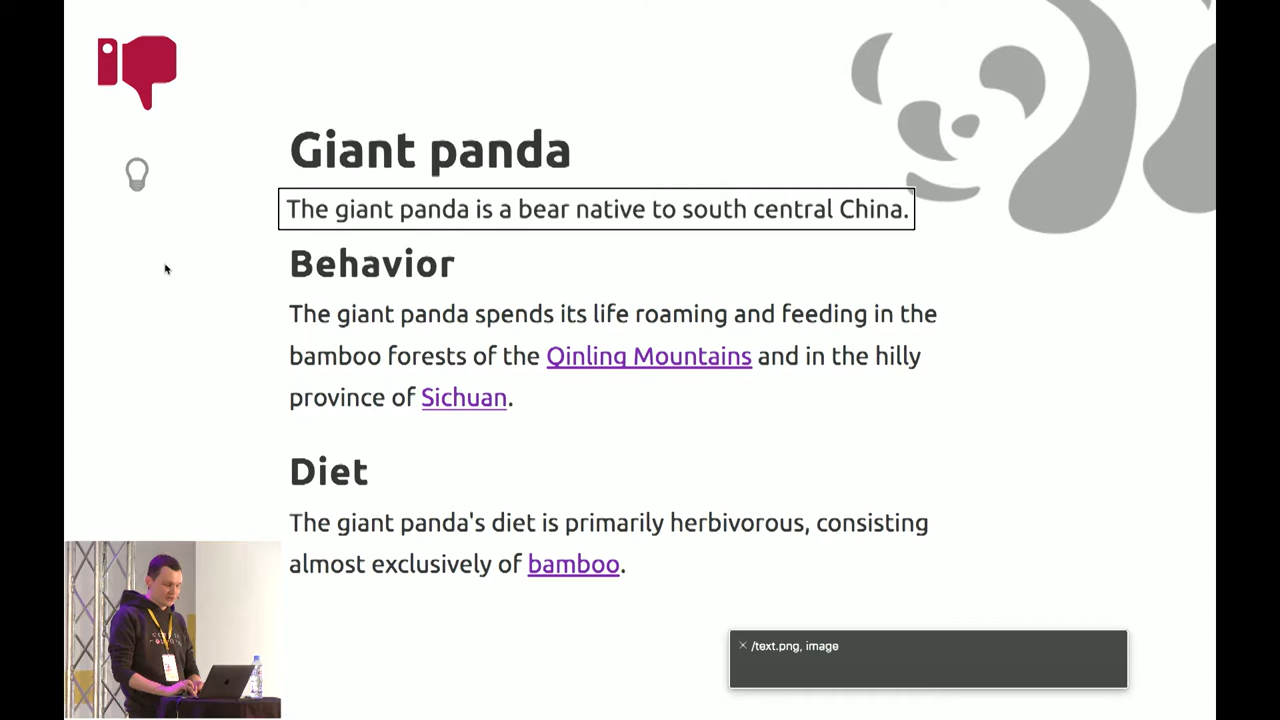 Giant panda
The giant panda is a bear native to south central China.
Behavior
The giant panda spends its life roaming and feeding in the
bamboo forests of the Qinling Mountains and in the hilly
province of Sichuan.
Diet
The giant panda's diet is primarily herbivorous, consisting
almost exclusively of bamboo.
/text.png, image